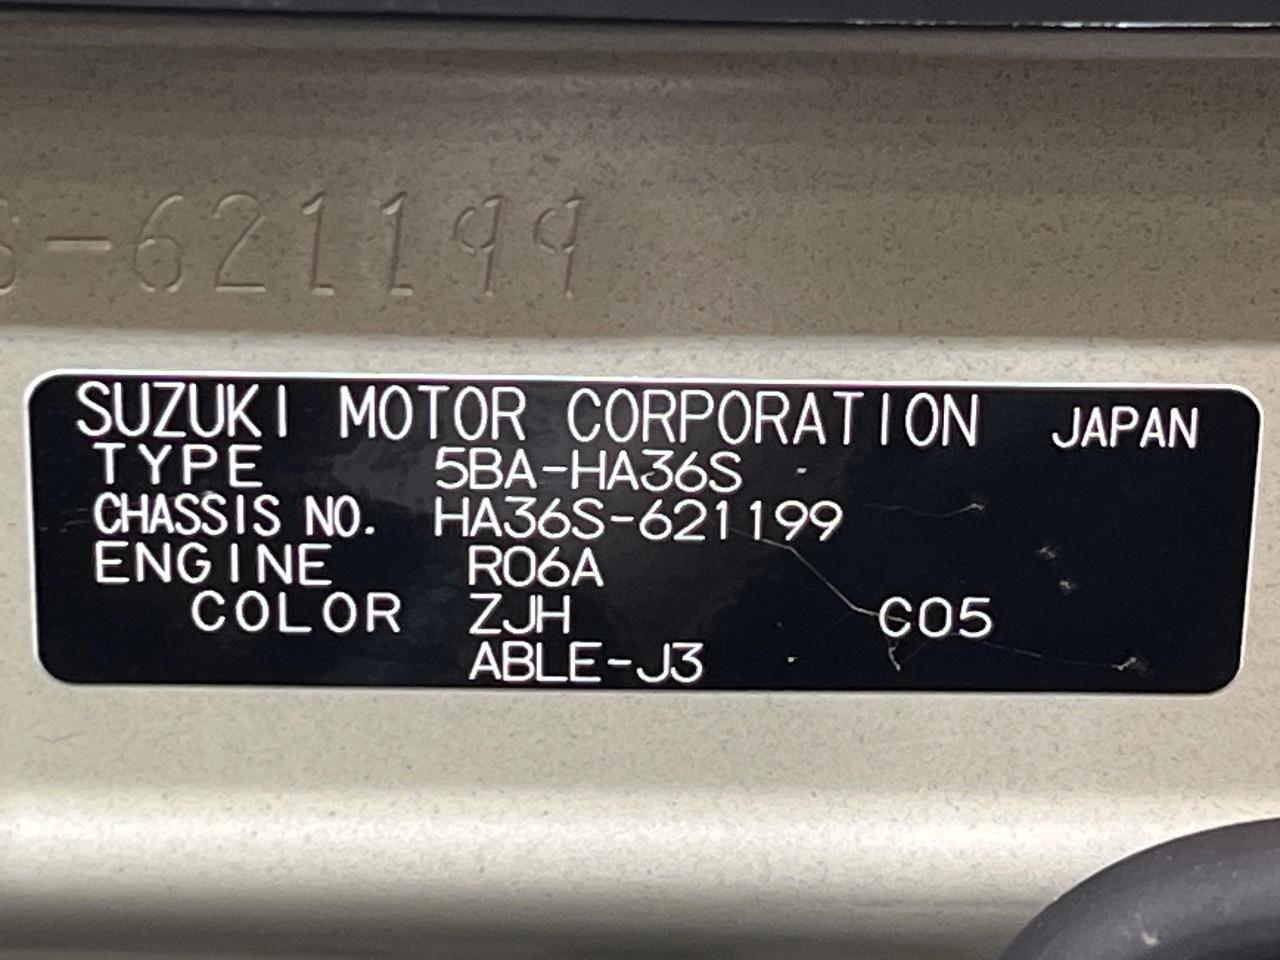 S-621199
SUZUKI MOTOR CORPORATION JAPAN
TYPE 5BA-HA36S
CHASSIS NO. HA36S-621199
ENGINE R06A
COLOR ZJH C05
ABLE-J3